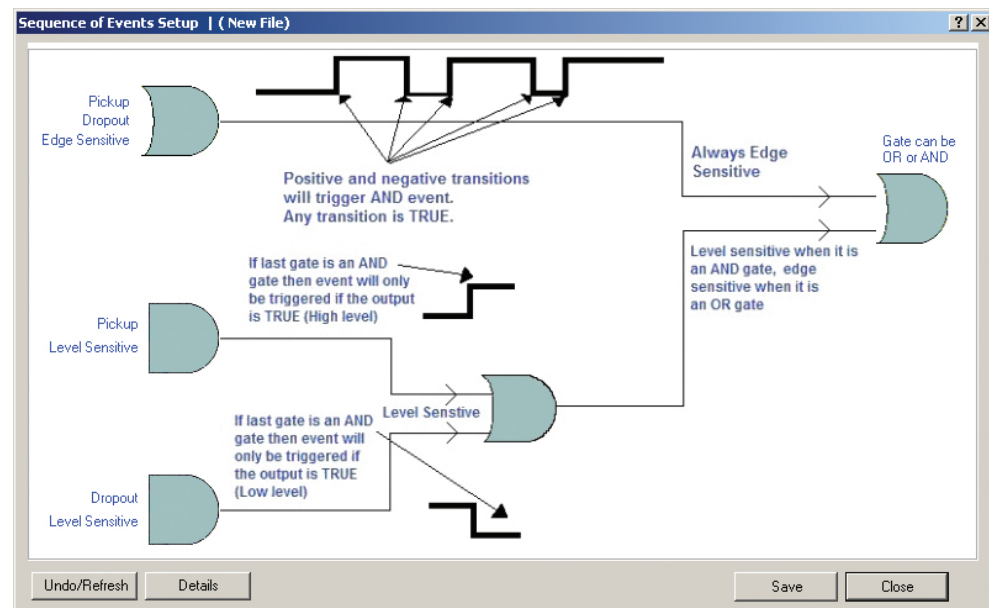 Sequence of Events Setup | ( New File)
Pickup
Dropout
Edge Sensitive
Positive and negative transitions
will trigger AND event.
Any transition is TRUE.
Always Edge
Sensitive
Gate can be
OR or AND
Level sensitive when it is
an AND gate, edge
sensitive when it is
an OR gate
If last gate is an AND
gate then event will only
be triggered if the output
is TRUE (High level)
Pickup
Level Sensitive
Level Senstive
If last gate is an AND
gate then event will
only be triggered if
the output is TRUE
(Low level)
Dropout
Level Sensitive
Undo/Refresh
Details
Save
Close